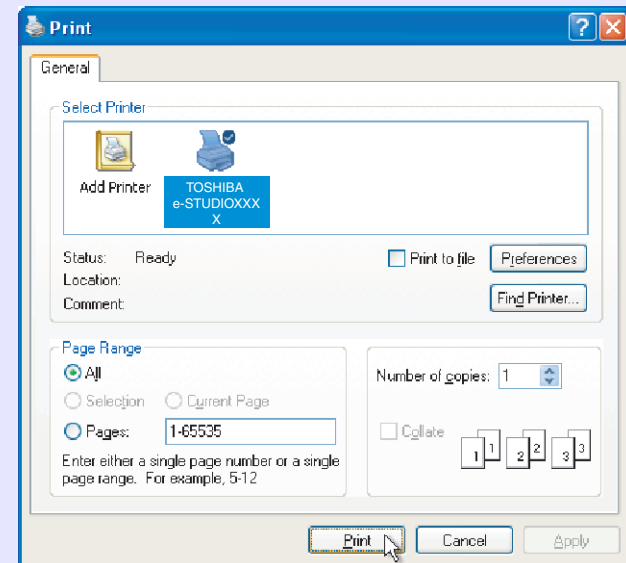 Print
General
Select Printer
Add Printer
TOSHIBA
e-STUDIOXXX
X
Status: Ready
Location:
Comment:
Print to file
Preferences
Find Printer...
Page Range
All
Selection
Current Page
Pages: 1-65535
Enter either a single page number or a single
page range. For example, 5-12
Number of copies: 1
Collate
1 1 2 2 3 3
Print
Cancel
Apply